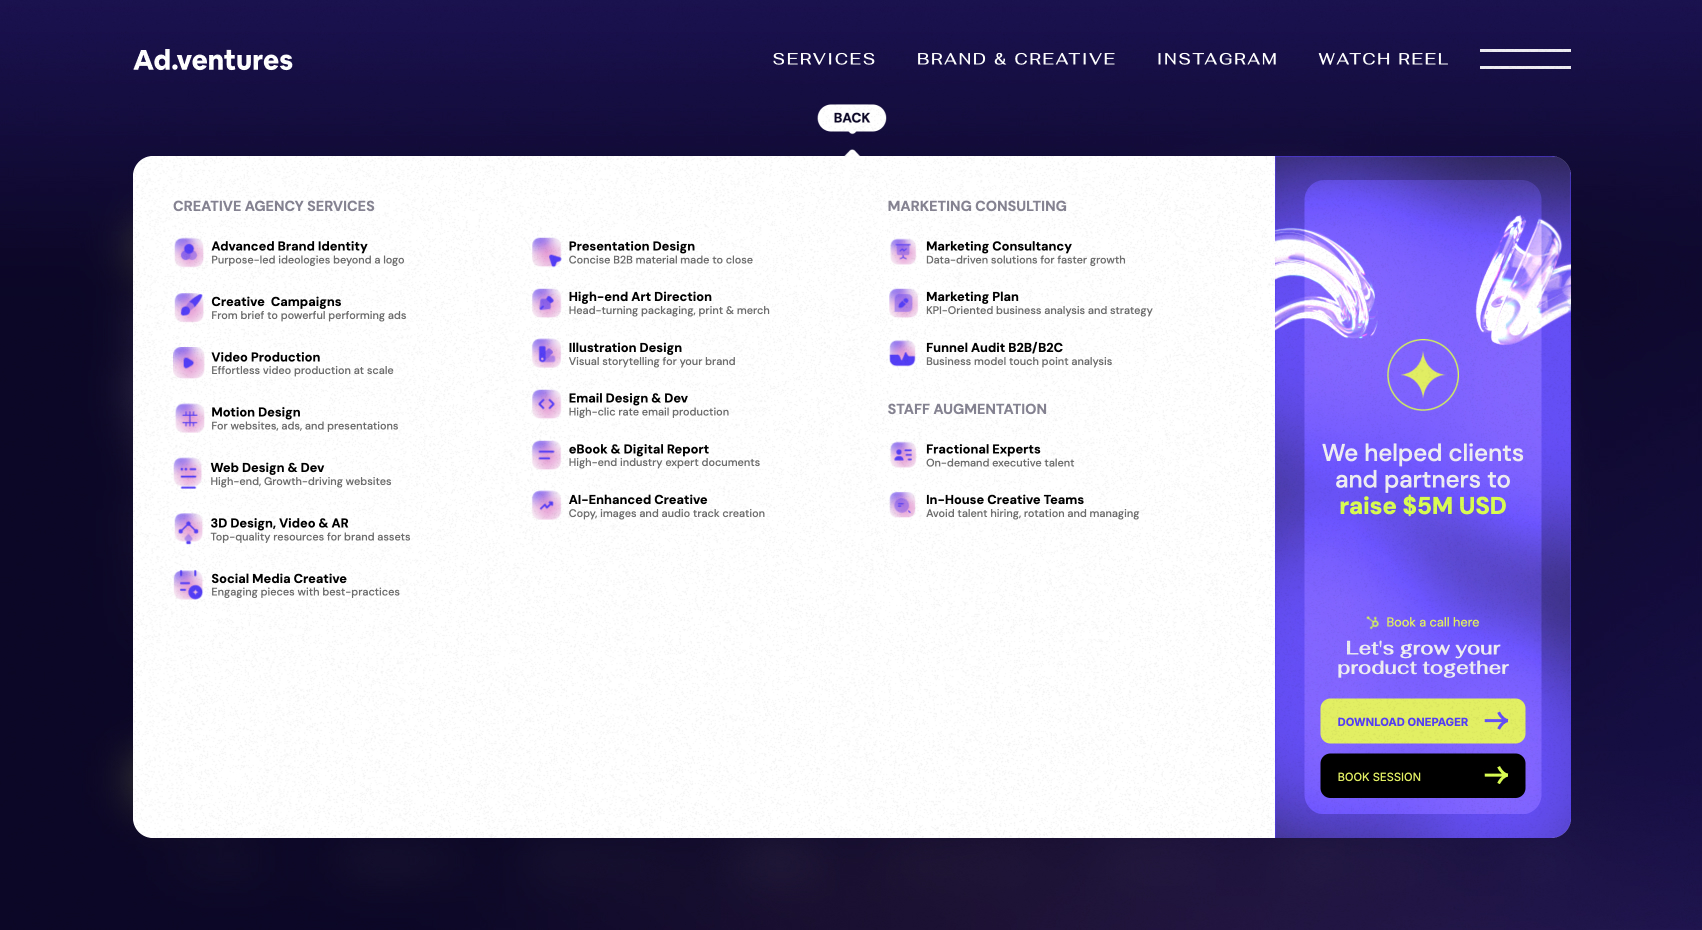 Ad.ventures
SERVICES
BRAND & CREATIVE
INSTAGRAM
WATCH REEL
BACK
CREATIVE AGENCY SERVICES
Advanced Brand Identity
Purpose-led ideologies beyond a logo
Creative  Campaigns
From brief to powerful performing ads
Video Production
Effortless video production at scale
Motion Design
For websites, ads, and presentations
Web Design & Dev
High-end, Growth-driving websites
3D Design, Video & AR
Top-quality resources for brand assets
Social Media Creative
Engaging pieces with best-practices
Presentation Design
Concise B2B material made to close
High-end Art Direction
Head-turning packaging, print & merch
Illustration Design
Visual storytelling for your brand
Email Design & Dev
High-clic rate email production
eBook & Digital Report
High-end industry expert documents
AI-Enhanced Creative
Copy, images and audio track creation
MARKETING CONSULTING
Marketing Consultancy
Data-driven solutions for faster growth
Marketing Plan
KPI-Oriented business analysis and strategy
Funnel Audit B2B/B2C
Business model touch point analysis
STAFF AUGMENTATION
Fractional Experts
On-demand executive talent
In-House Creative Teams
Avoid talent hiring, rotation and managing
We helped clients
and partners to
raise $5M USD
Book a call here
Let's grow your
product together
DOWNLOAD ONEPAGER
BOOK SESSION